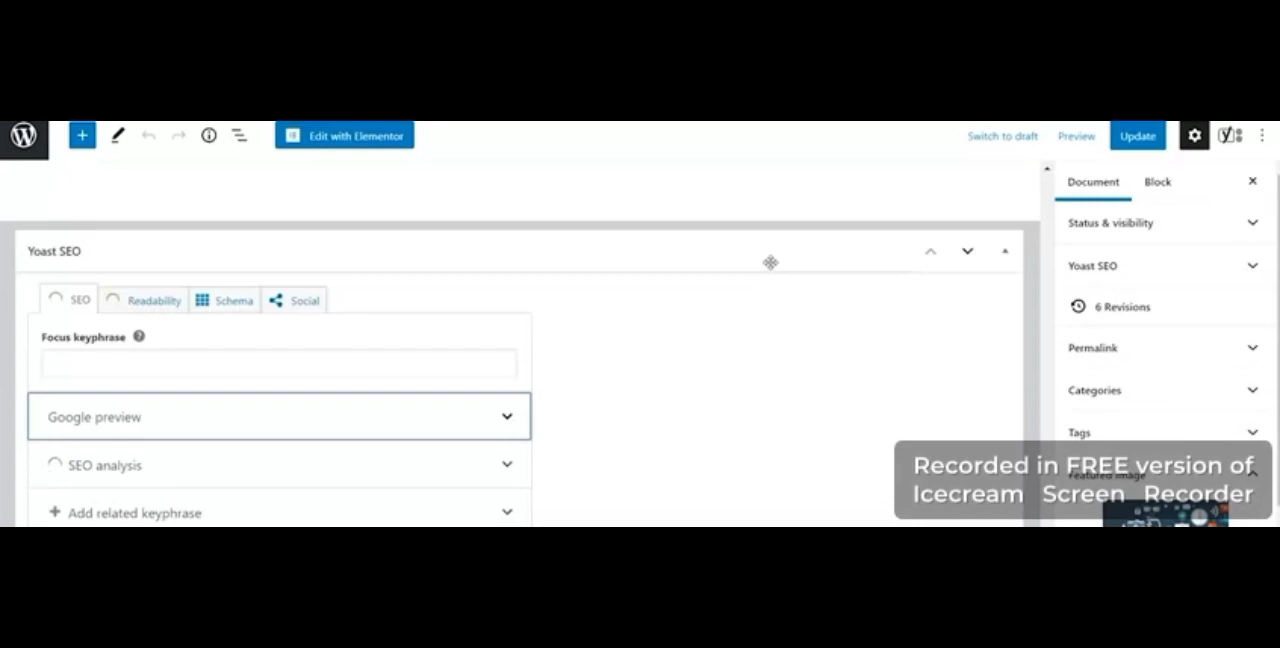 Edit with Elementor
Switch to draft
Preview
Update
Document
Block
Status & visibility
Yoast SEO
6 Revisions
Permalink
Categories
Tags
Featured image
Yoast SEO
SEO
Readability
Schema
Social
Focus keyphrase
Google preview
SEO analysis
Add related keyphrase
Recorded in FREE version of
Icecream Screen Recorder